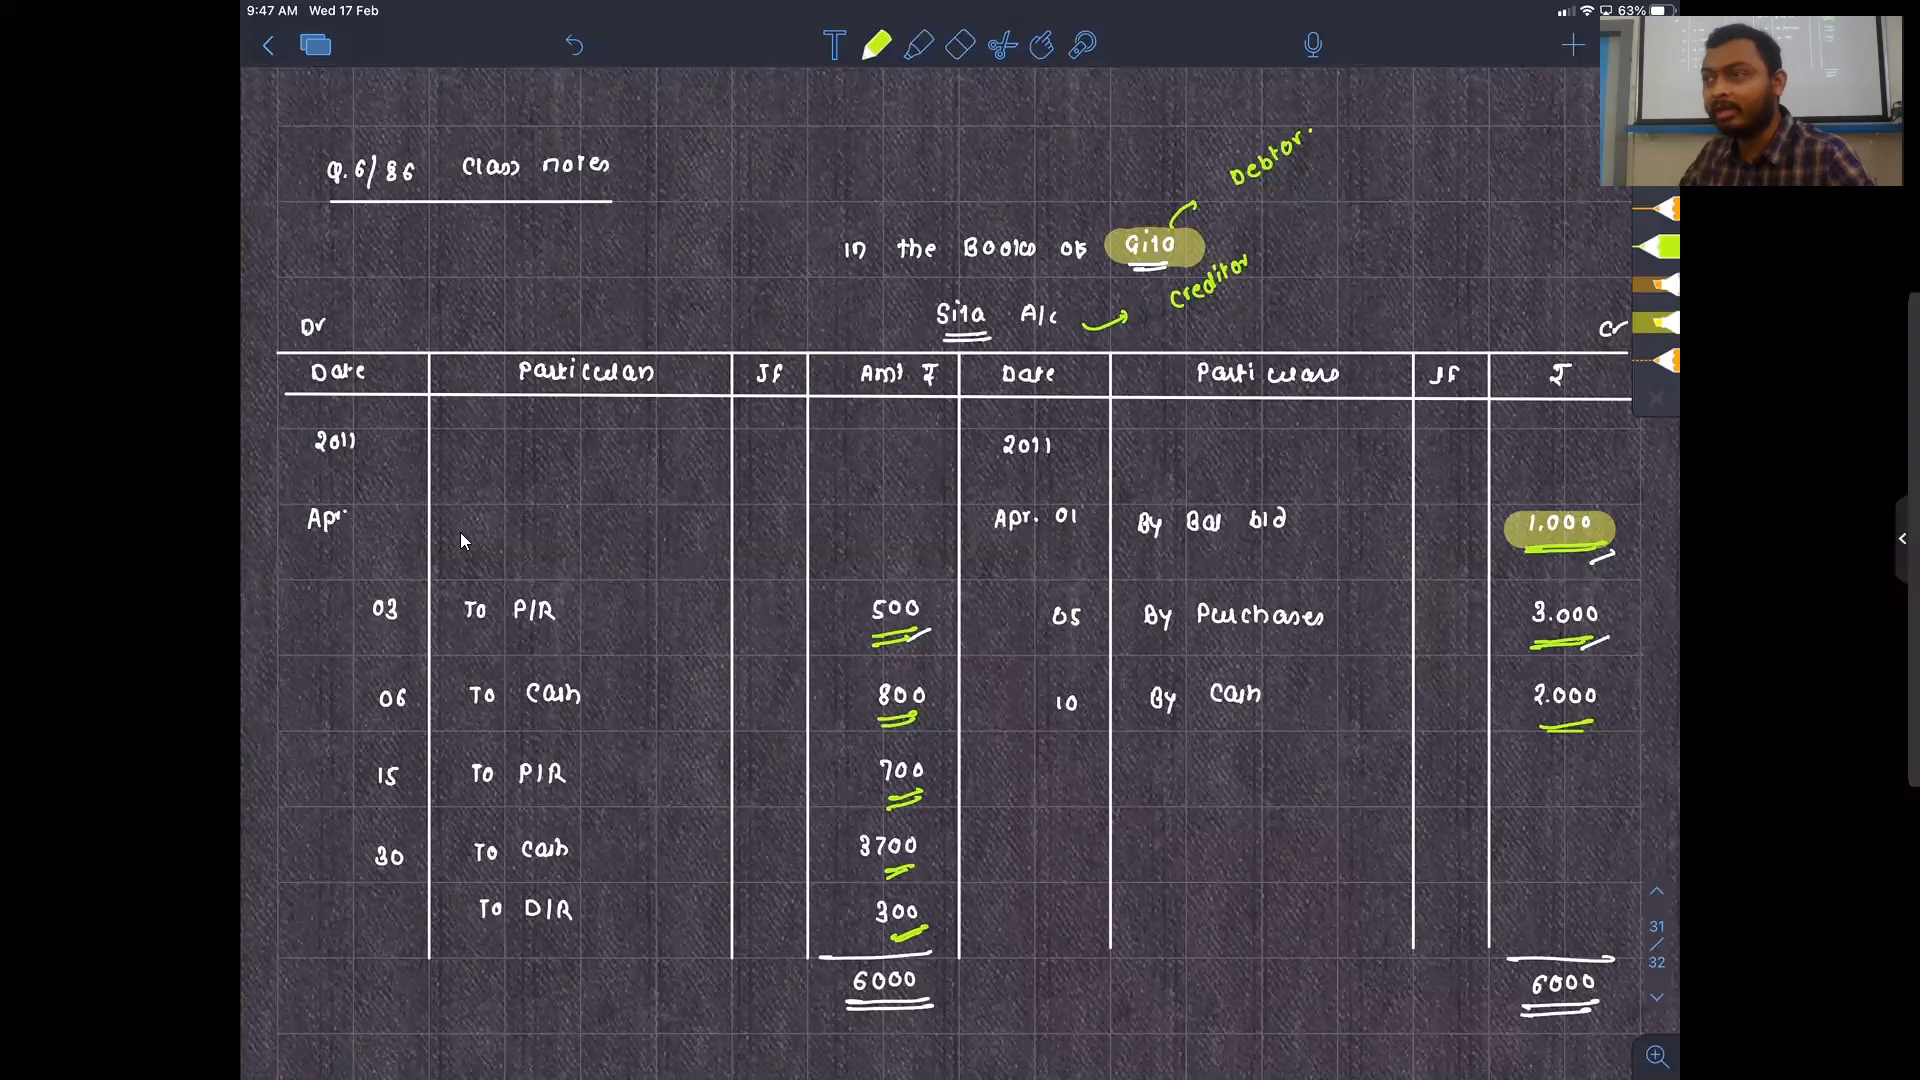 9:47 AM Wed 17 Feb 63%
Q.6/86 Class notes
Debtor.
In the Books of Gita
Creditor
Sita A/c
Dr Cr
Date Particulars JF Amt ₹ Date Particulars JF ₹
2011 2011
Apr. Apr. 01 By Bal b/d 1.000
03 To P/R 500 05 By Purchases 3.000
06 To Cash 800 10 By Cash 2.000
15 To P/R 700
30 To Cash 3700
To D/R 300
6000 6000
31
/
32